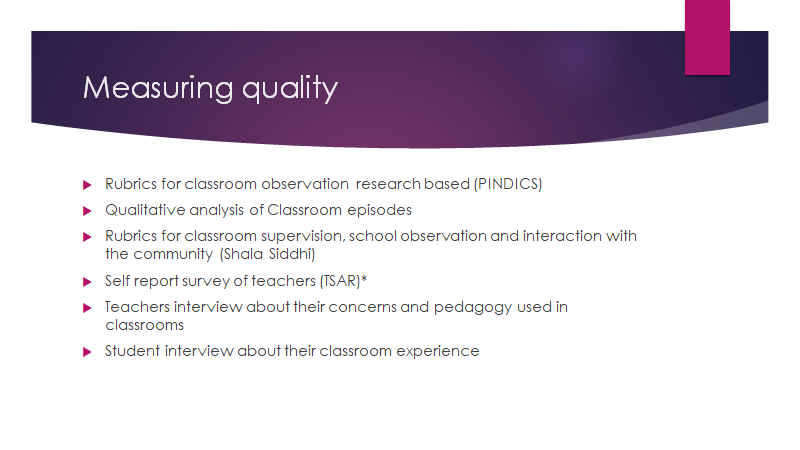 Measuring quality
Rubrics for classroom observation research based (PINDICS)
Qualitative analysis of Classroom episodes
Rubrics for classroom supervision, school observation and interaction with
the community (Shala Siddhi)
Self report survey of teachers (TSAR)*
Teachers interview about their concerns and pedagogy used in
classrooms
Student interview about their classroom experience